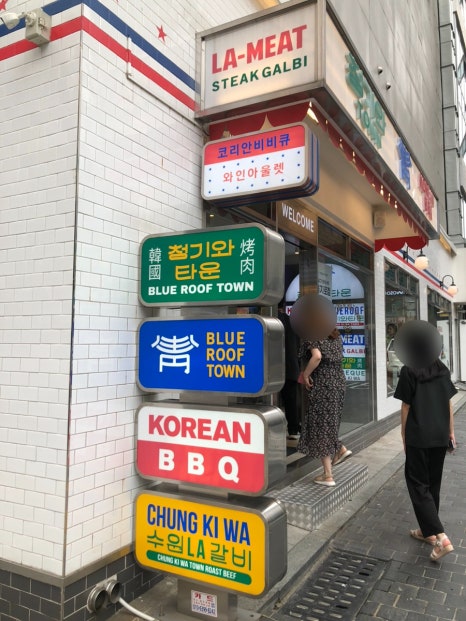 LA-MEAT
STEAK GALBI
코리안비비큐
와인아울렛
WELCOME
韓國
청기와
타운
烤肉
BLUE ROOF TOWN
靑
BLUE
ROOF
TOWN
KOREAN
BBQ
CHUNG KI WA
수원LA갈비
CHUNG KI WA TOWN ROAST BEEF